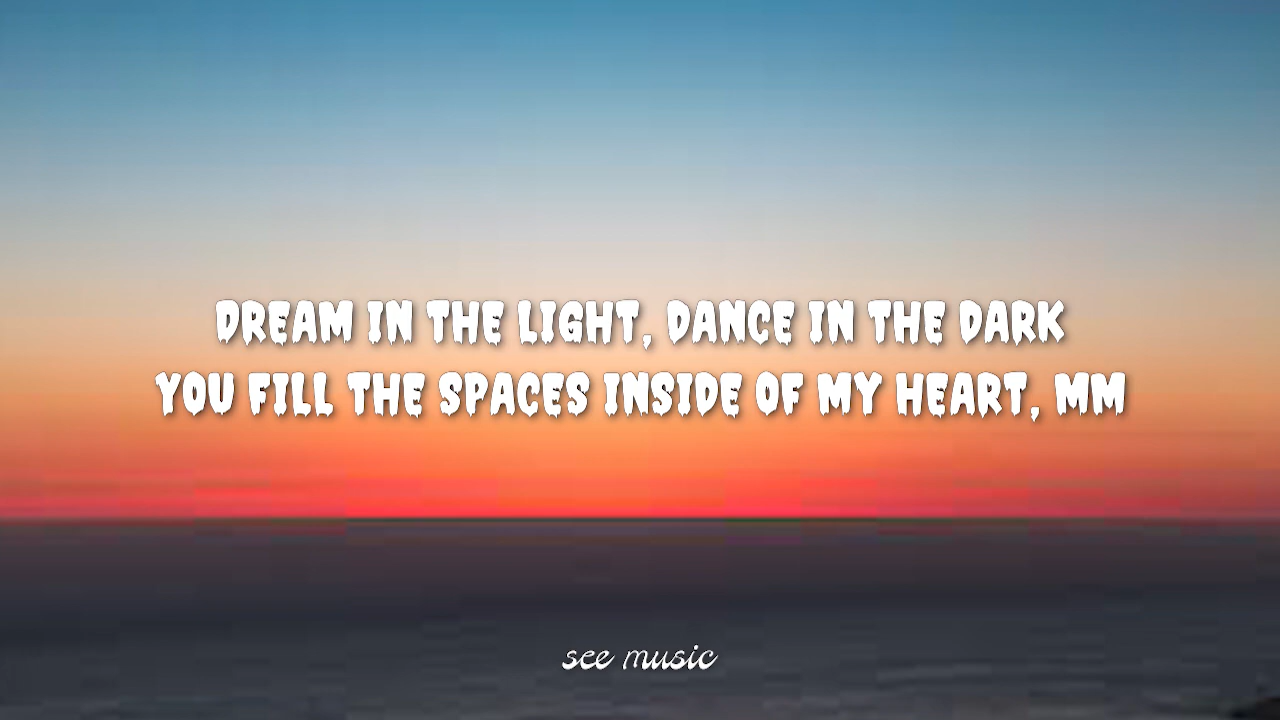 DREAM IN THE LIGHT, DANCE IN THE DARK
YOU FILL THE SPACES INSIDE OF MY HEART, MM
see music